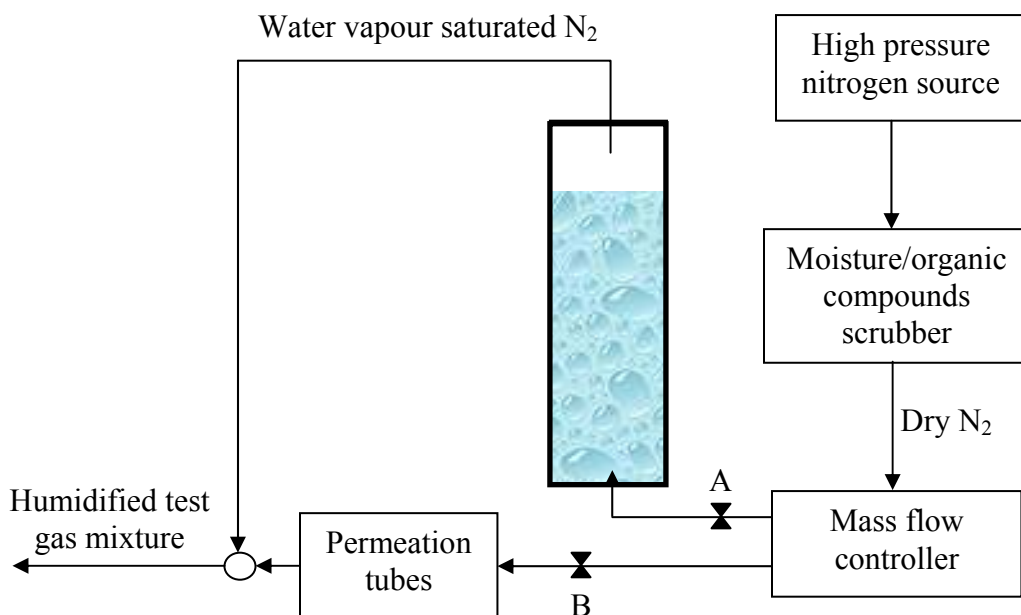 Water vapour saturated N₂
High pressure
nitrogen source
Moisture/organic
compounds
scrubber
Dry N₂
A
Mass flow
controller
Humidified test
gas mixture
Permeation
tubes
B